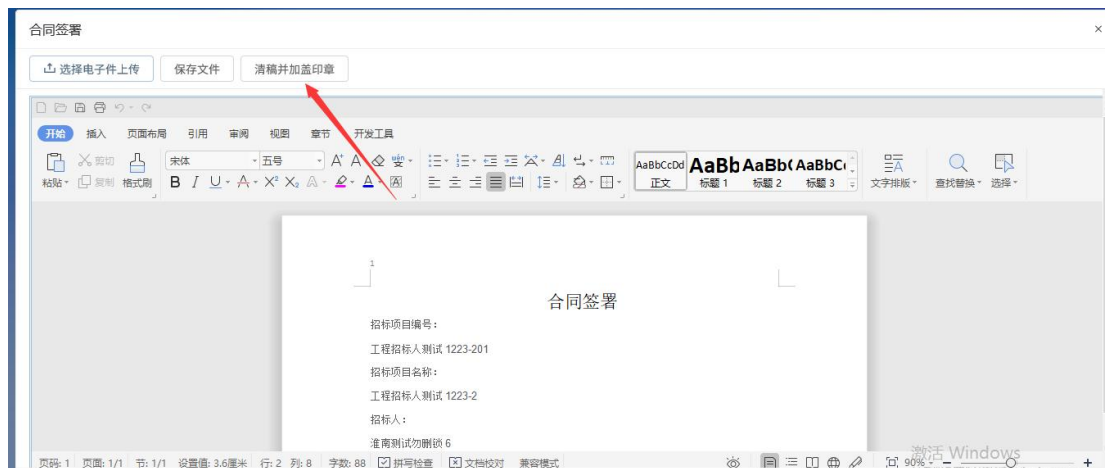 合同签署 ×
选择电子件上传 保存文件 清稿并加盖印章
开始 插入 页面布局 引用 审阅 视图 章节 开发工具
粘贴 剪切 复制 格式刷 宋体 五号 AaBbCcDd AaBb AaBb( AaBbC 正文 标题 1 标题 2 标题 3 文字排版 查找替换 选择
1
合同签署
招标项目编号：
工程招标人测试 1223-201
招标项目名称：
工程招标人测试 1223-2
招标人：
淮南测试勿删锁 6
激活 Windows
页码: 1 页面: 1/1 节: 1/1 设置值: 3.6厘米 行: 2 列: 8 字数: 88 拼写检查 文档校对 兼容模式 90%